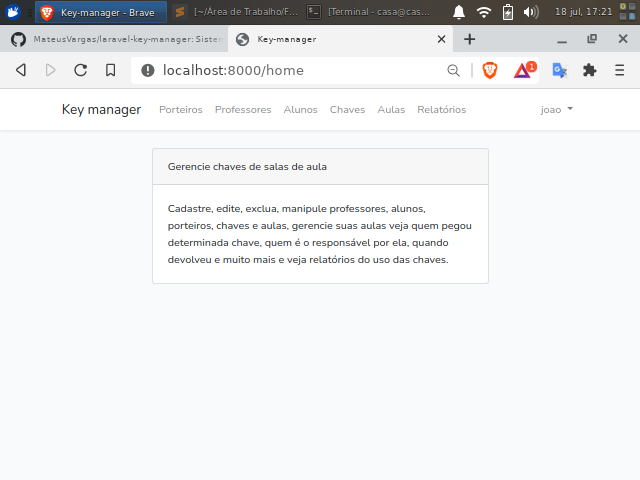 Key-manager - Brave
[~/Área de Trabalho/F...
[Terminal - casa@cas...
18 jul, 17:21
MateusVargas/laravel-key-manager: Sistem
Key-manager
localhost:8000/home
1
Key manager
Porteiros Professores Alunos Chaves Aulas Relatórios
joao
Gerencie chaves de salas de aula
Cadastre, edite, exclua, manipule professores, alunos,
porteiros, chaves e aulas, gerencie suas aulas veja quem pegou
determinada chave, quem é o responsável por ela, quando
devolveu e muito mais e veja relatórios do uso das chaves.